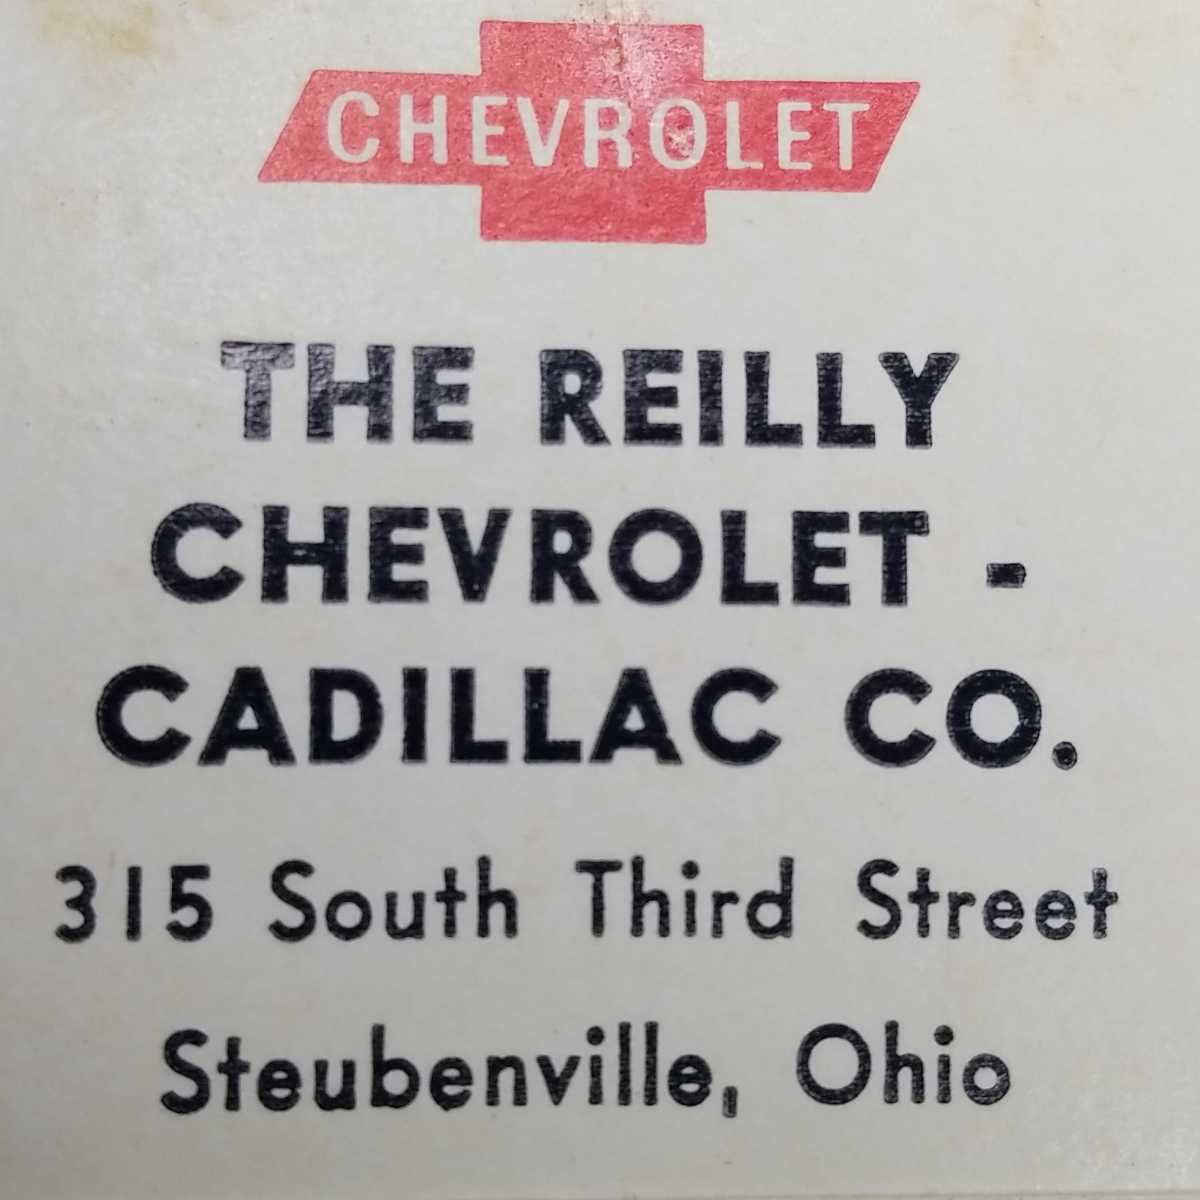 CHEVROLET
THE REILLY
CHEVROLET -
CADILLAC CO.
315 South Third Street
Steubenville, Ohio